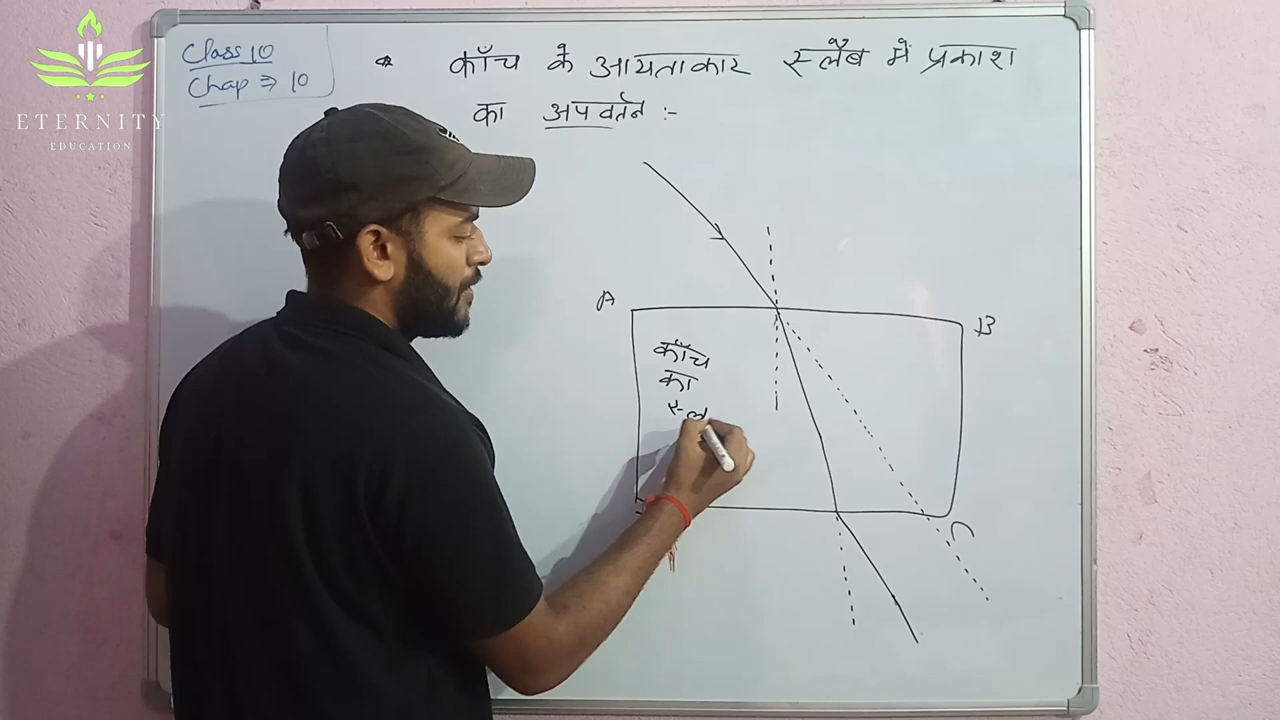 ETERNITY
EDUCATION
Class 10
Chap ⇒ 10
* काँच के आयताकार स्लैब में प्रकाश
का अपवर्तन :-
A
B
काँच
का
स्ल
C